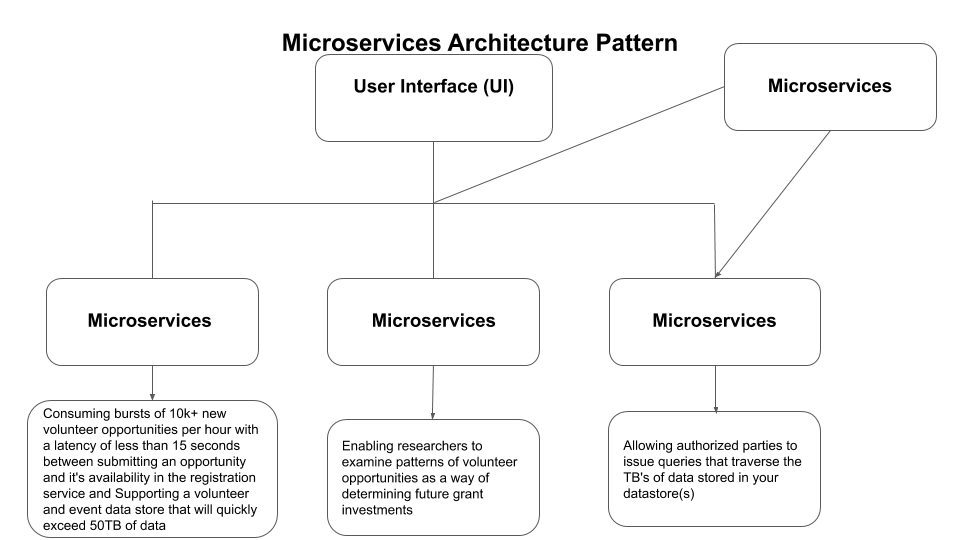 Microservices Architecture Pattern
User Interface (UI)
Microservices
Microservices
Microservices
Microservices
Consuming bursts of 10k+ new
volunteer opportunities per hour with
a latency of less than 15 seconds
between submitting an opportunity
and it's availability in the registration
service and Supporting a volunteer
and event data store that will quickly
exceed 50TB of data
Enabling researchers to
examine patterns of volunteer
opportunities as a way of
determining future grant
investments
Allowing authorized parties to
issue queries that traverse the
TB's of data stored in your
datastore(s)